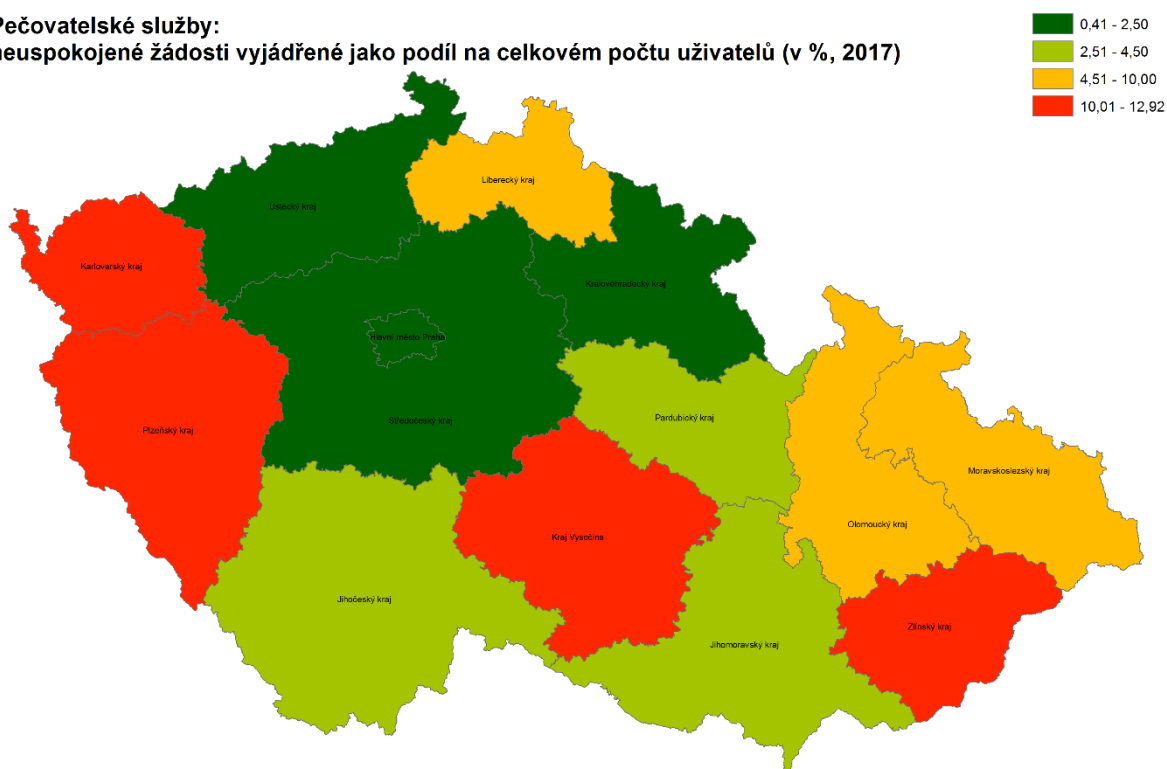 Pečovatelské služby:
neuspokojené žádosti vyjádřené jako podíl na celkovém počtu uživatelů (v %, 2017)
0,41 - 2,50
2,51 - 4,50
4,51 - 10,00
10,01 - 12,92
Liberecký kraj
Ústecký kraj
Karlovarský kraj
Královéhradecký kraj
Hlavní město Praha
Středočeský kraj
Pardubický kraj
Plzeňský kraj
Moravskoslezský kraj
Olomoucký kraj
Kraj Vysočina
Jihočeský kraj
Zlínský kraj
Jihomoravský kraj